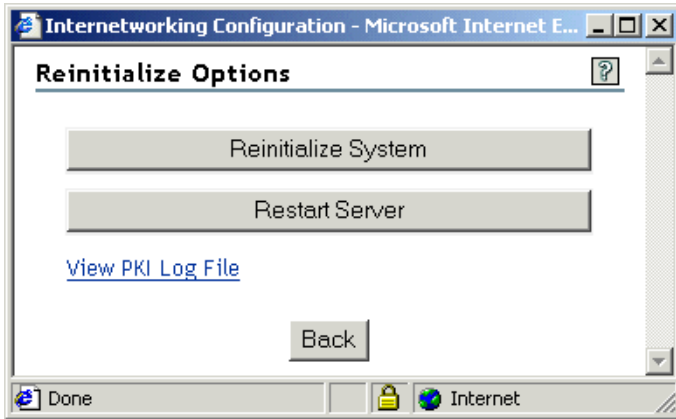 Internetworking Configuration - Microsoft Internet E...
Reinitialize Options
?
Reinitialize System
Restart Server
View PKI Log File
Back
Done
Internet